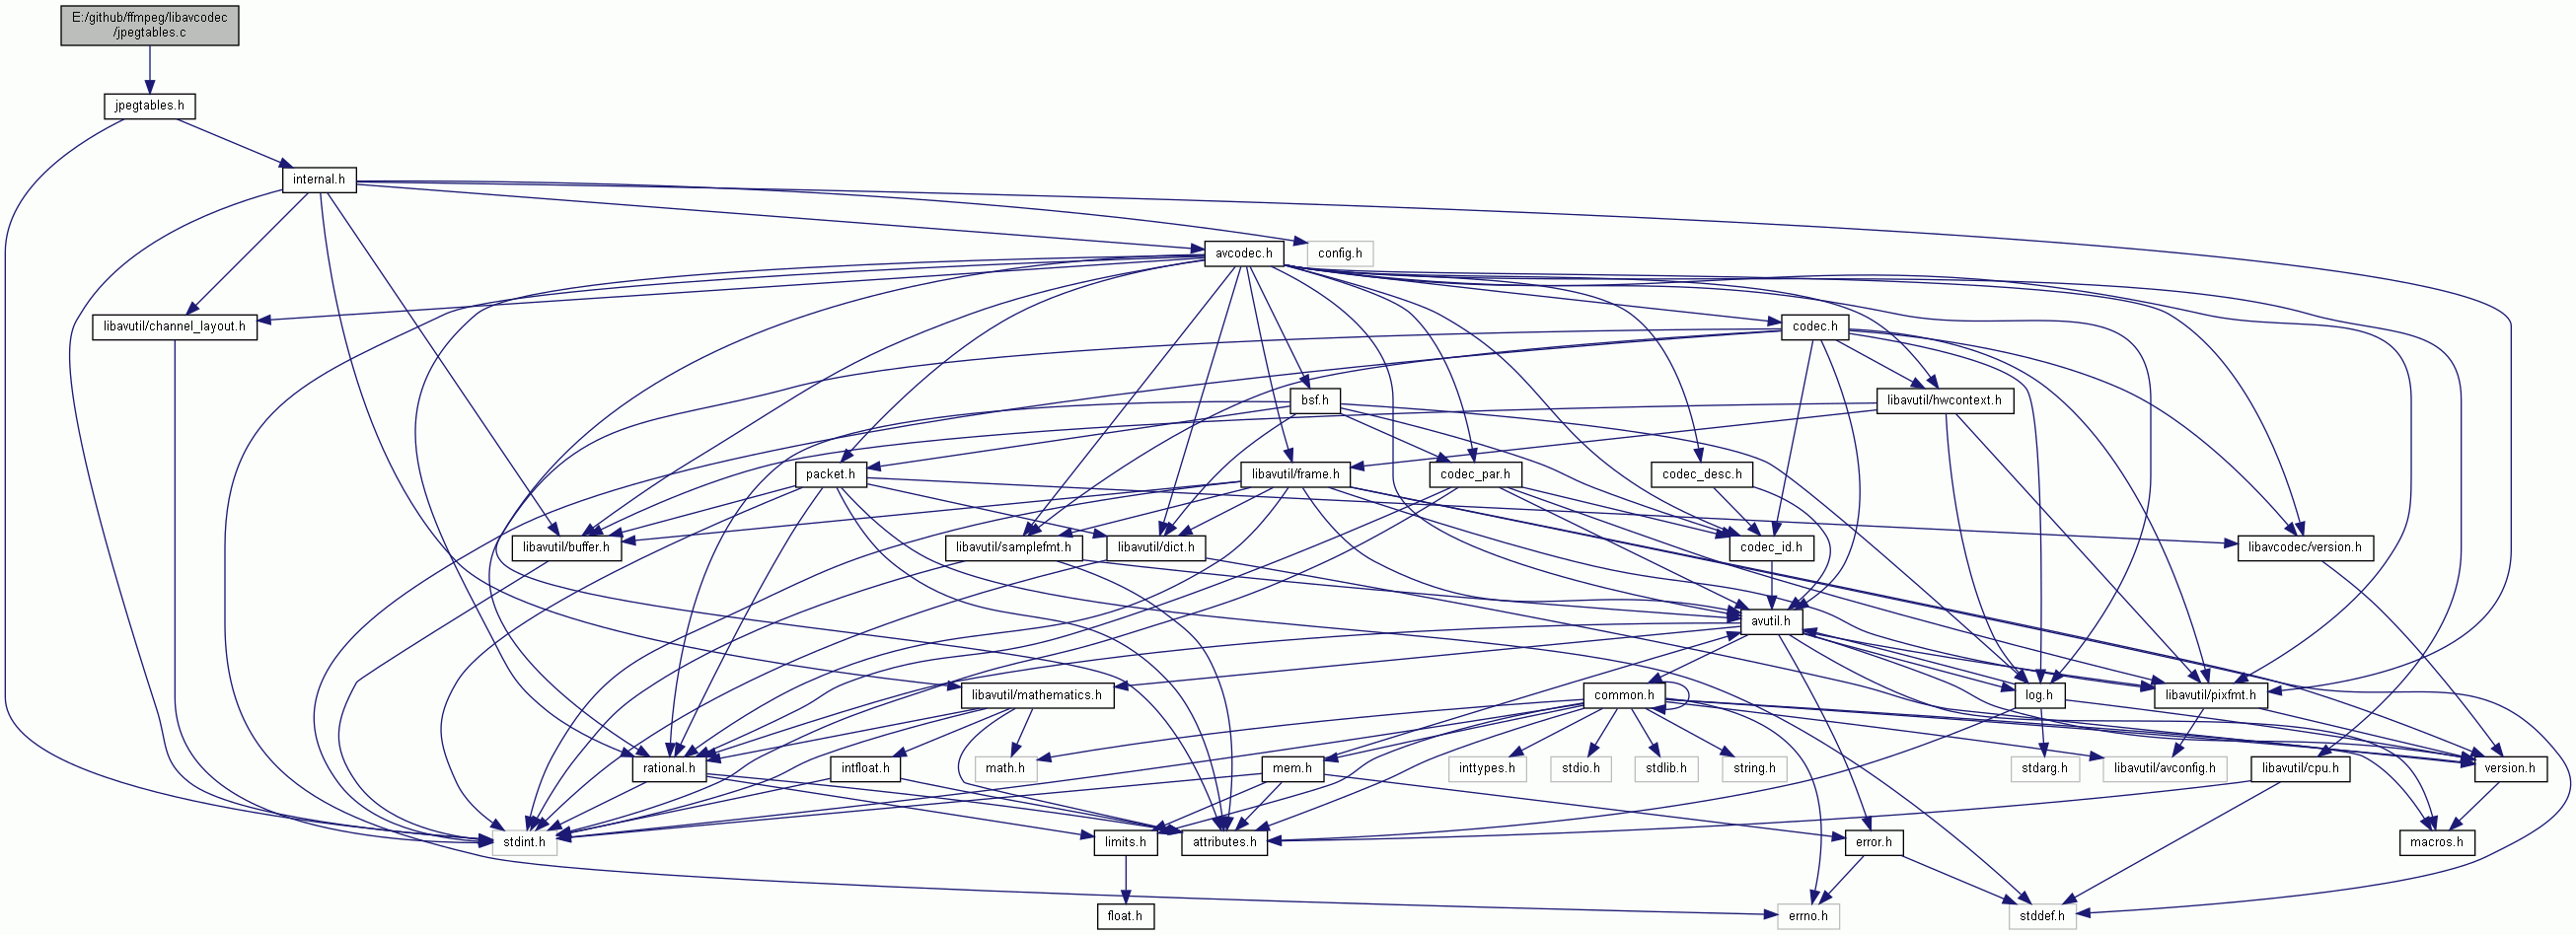 E:/github/ffmpeg/libavcodec
/jpegtables.c
jpegtables.h
internal.h
avcodec.h
config.h
libavutil/channel_layout.h
codec.h
bsf.h
libavutil/hwcontext.h
packet.h
libavutil/frame.h
codec_par.h
codec_desc.h
libavutil/buffer.h
libavutil/samplefmt.h
libavutil/dict.h
codec_id.h
libavcodec/version.h
avutil.h
libavutil/mathematics.h
common.h
log.h
libavutil/pixfmt.h
rational.h
intfloat.h
math.h
mem.h
inttypes.h
stdio.h
stdlib.h
string.h
stdarg.h
libavutil/avconfig.h
libavutil/cpu.h
version.h
stdint.h
limits.h
attributes.h
error.h
macros.h
float.h
errno.h
stddef.h